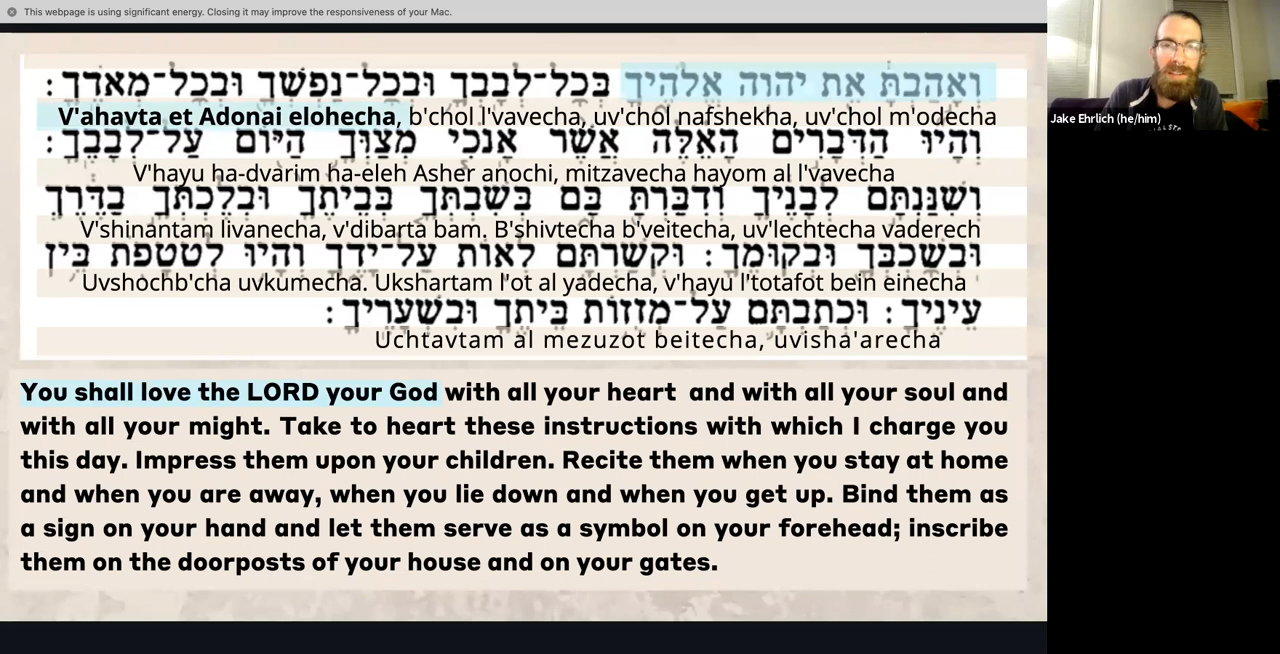 This webpage is using significant energy. Closing it may improve the responsiveness of your Mac.
וְאָהַבְתָּ אֵת יְהוָה אֱלֹהֶיךָ בְּכָל־לְבָבְךָ וּבְכָל־נַפְשְׁךָ וּבְכָל־מְאֹדֶךָ׃
V'ahavta et Adonai elohecha, b'chol l'vavecha, uv'chol nafshekha, uv'chol m'odecha
וְהָיוּ הַדְּבָרִים הָאֵלֶּה אֲשֶׁר אָנֹכִי מְצַוְּךָ הַיּוֹם עַל־לְבָבֶךָ׃
V'hayu ha-dvarim ha-eleh Asher anochi, mitzavecha hayom al l'vavecha
וְשִׁנַּנְתָּם לְבָנֶיךָ וְדִבַּרְתָּ בָּם בְּשִׁבְתְּךָ בְּבֵיתֶךָ וּבְלֶכְתְּךָ בַדֶּרֶךְ
V'shinantam livanecha, v'dibarta bam. B'shivtecha b'veitecha, uv'lechtecha vaderech
וּבְשָׁכְבְּךָ וּבְקוּמֶךָ׃ וּקְשַׁרְתָּם לְאוֹת עַל־יָדֶךָ וְהָיוּ לְטֹטָפֹת בֵּין
Uvshochb'cha uvkumecha. Ukshartam l'ot al yadecha, v'hayu l'totafot bein einecha
עֵינֶיךָ׃ וּכְתַבְתָּם עַל־מְזֻזוֹת בֵּיתֶךָ וּבִשְׁעָרֶיךָ׃
Uchtavtam al mezuzot beitecha, uvisha'arecha
You shall love the LORD your God with all your heart and with all your soul and
with all your might. Take to heart these instructions with which I charge you
this day. Impress them upon your children. Recite them when you stay at home
and when you are away, when you lie down and when you get up. Bind them as
a sign on your hand and let them serve as a symbol on your forehead; inscribe
them on the doorposts of your house and on your gates.
Jake Ehrlich (he/him)